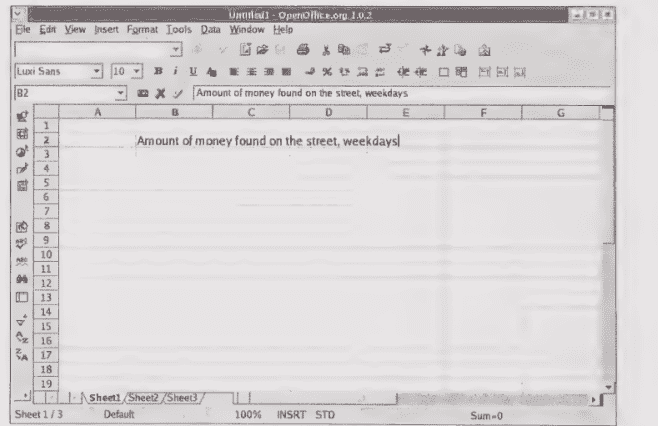 Untitled1 - OpenOffice.org 1.0.2
File Edit View Insert Format Tools Data Window Help
Luxi Sans 10 B i U A
B2 Amount of money found on the street, weekdays
A B C D E F G
1
2 Amount of money found on the street, weekdays
3
4
5
6
7
8
9
10
11
12
13
14
15
16
17
18
19
Sheet1 Sheet2 Sheet3
Sheet 1 / 3 Default 100% INSRT STD Sum=0